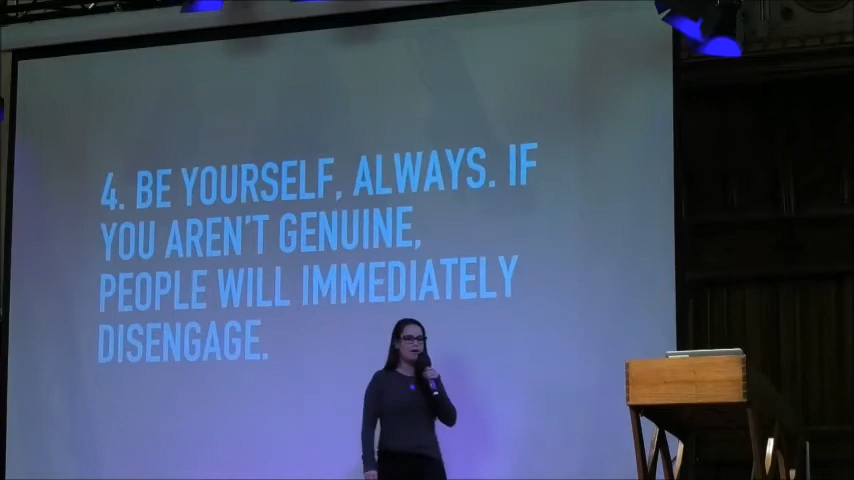 4. BE YOURSELF, ALWAYS. IF
YOU AREN'T GENUINE,
PEOPLE WILL IMMEDIATELY
DISENGAGE.